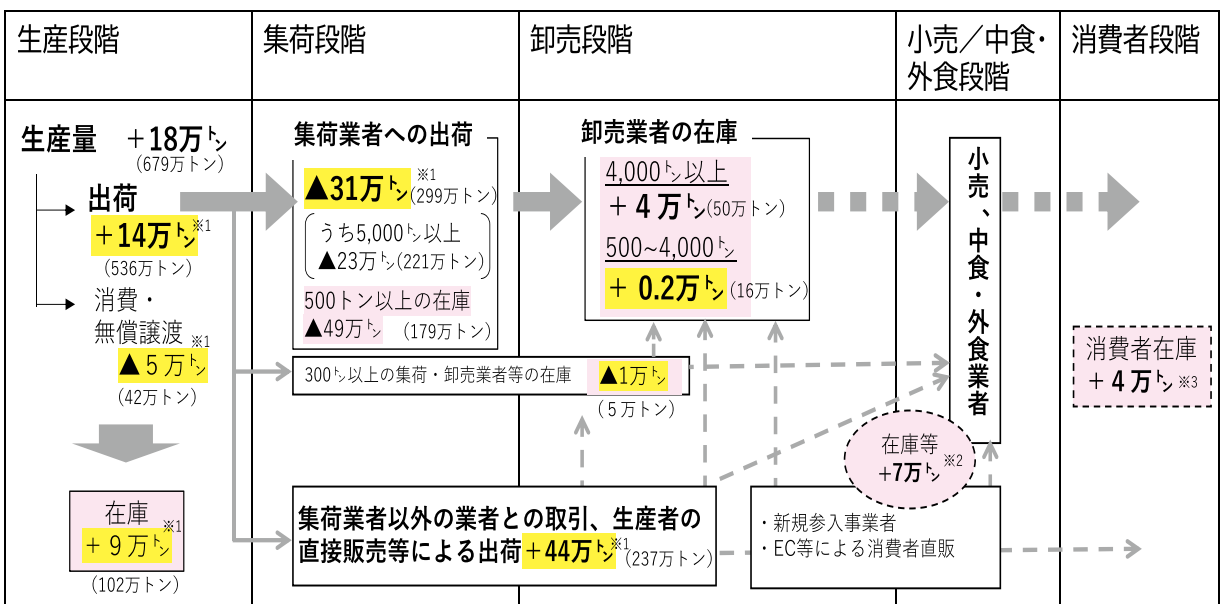 生産段階
集荷段階
卸売段階
小売／中食・
外食段階
消費者段階
生産量 ＋18万トン
(679万トン)
出荷
＋14万トン※1
(536万トン)
消費・
無償譲渡
※1
▲５万トン
(42万トン)
在庫
※1
＋９万トン
(102万トン)
集荷業者への出荷
▲31万トン※1(299万トン)
うち5,000トン以上
▲23万トン(221万トン)
500トン以上の在庫
▲49万トン (179万トン)
300トン以上の集荷・卸売業者等の在庫 ▲1万トン
(５万トン)
集荷業者以外の業者との取引、生産者の
直接販売等による出荷＋44万トン※1(237万トン)
卸売業者の在庫
4,000トン以上
＋４万トン(50万トン)
500~4,000トン
＋ 0.2万トン(16万トン)
小売、中食・外食業者
在庫等
＋7万トン※2
・新規参入事業者
・EC等による消費者直販
消費者在庫
＋４万トン※3